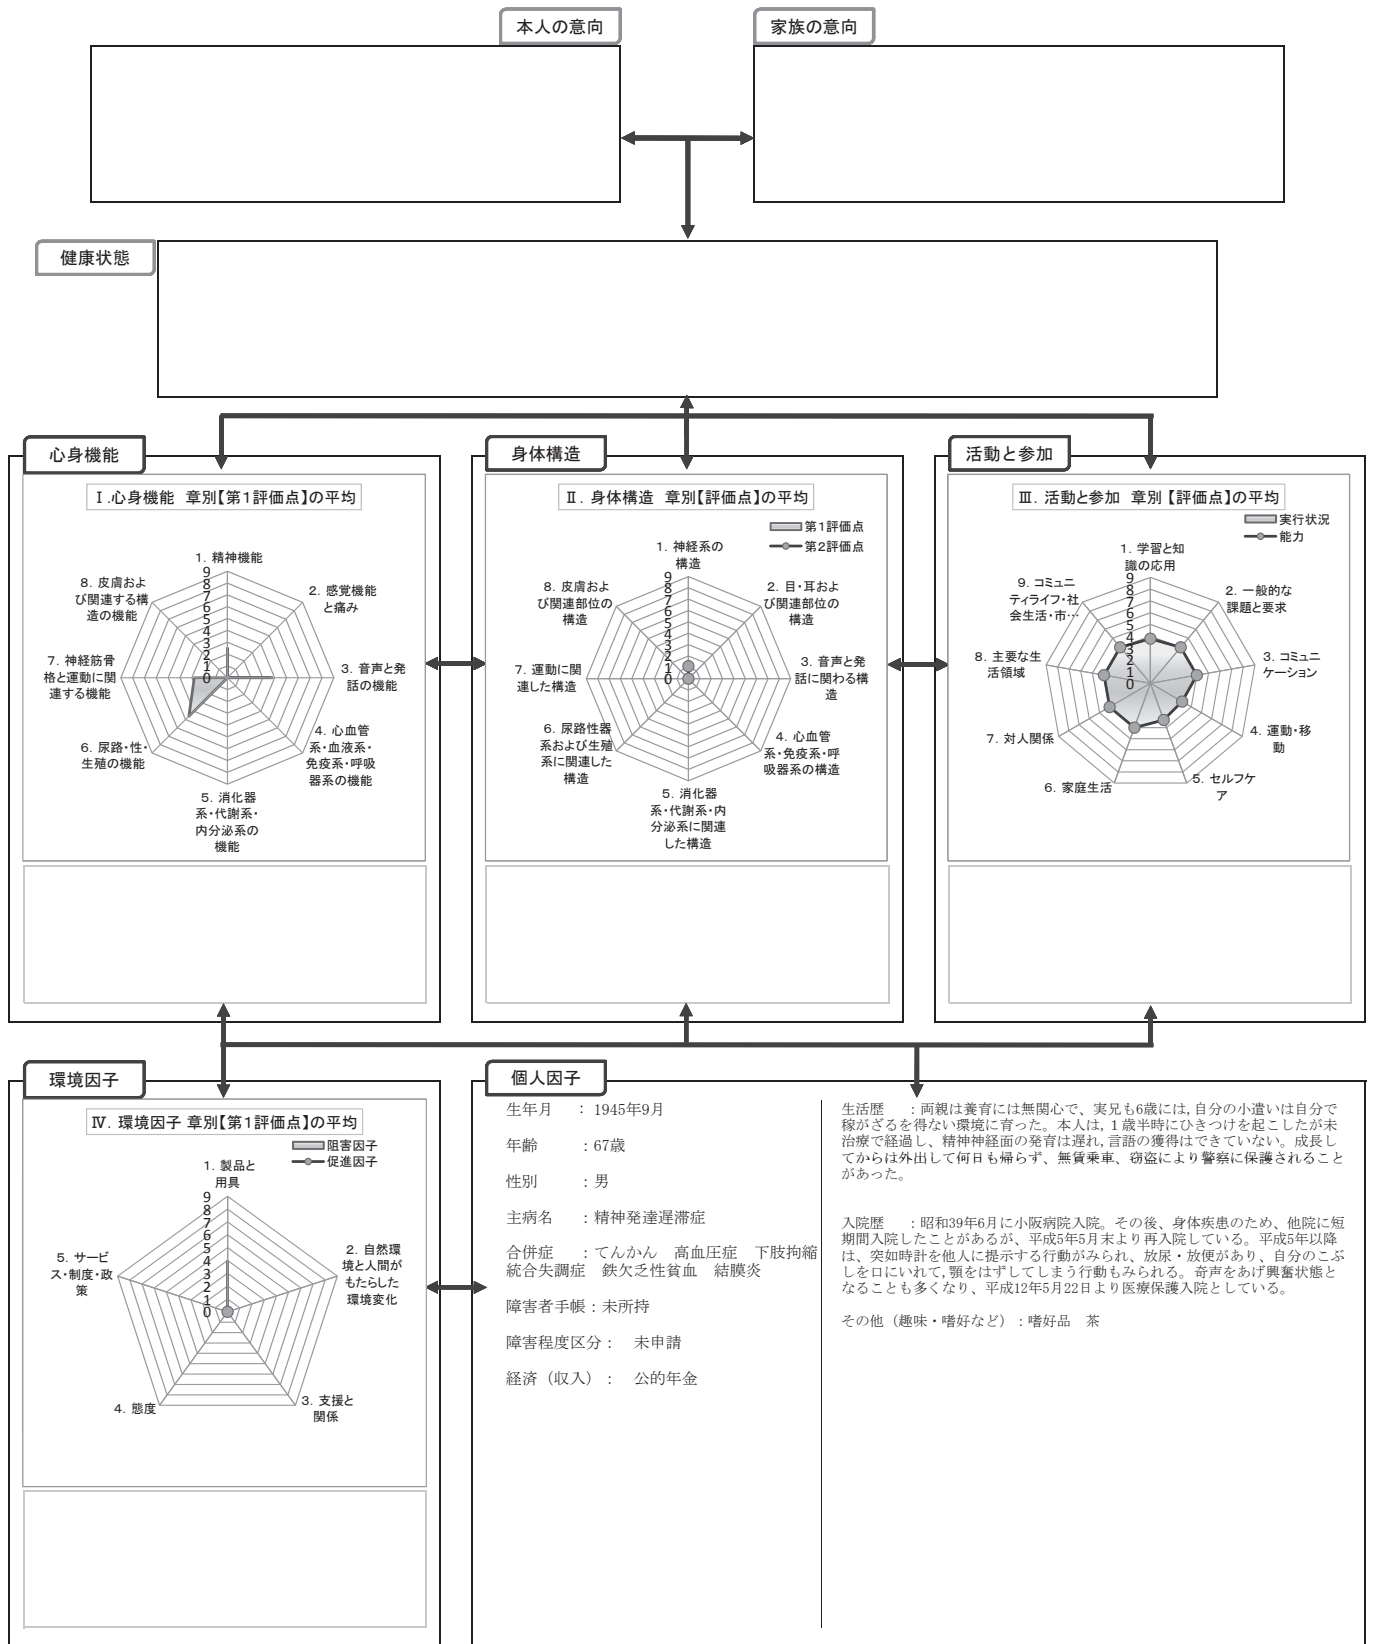 本人の意向
家族の意向
健康状態
心身機能
Ⅰ.心身機能 章別【第1評価点】の平均
1. 精神機能
9
8
7
6
5
4
3
2
1
0
2. 感覚機能
と痛み
3. 音声と発
話の機能
4. 心血管
系・血液系・
免疫系・呼吸
器系の機能
5. 消化器
系・代謝系・
内分泌系の
機能
6. 尿路・性・
生殖の機能
7. 神経筋骨
格と運動に関
連する機能
8. 皮膚およ
び関連する構
造の機能
身体構造
Ⅱ. 身体構造 章別【評価点】の平均
第1評価点
第2評価点
1. 神経系の
構造
9
8
7
6
5
4
3
2
1
0
2. 目・耳およ
び関連部位の
構造
3. 音声と発
話に関わる構
造
4. 心血管
系・免疫系・呼
吸器系の構造
5. 消化器
系・代謝系・内
分泌系に関連
した構造
6. 尿路性器
系および生殖
系に関連した
構造
7. 運動に関
連した構造
8. 皮膚およ
び関連部位の
構造
活動と参加
Ⅲ. 活動と参加 章別【評価点】の平均
実行状況
能力
1. 学習と知
識の応用
9
8
7
6
5
4
3
2
1
0
2. 一般的な
課題と要求
3. コミュニ
ケーション
4. 運動・移
動
5. セルフケ
ア
6. 家庭生活
7. 対人関係
8. 主要な生
活領域
9. コミュニ
ティライフ・社
会生活・市…
環境因子
Ⅳ. 環境因子 章別【第1評価点】の平均
阻害因子
促進因子
1. 製品と
用具
9
8
7
6
5
4
3
2
1
0
2. 自然環
境と人間が
もたらした
環境変化
3. 支援と
関係
4. 態度
5. サービ
ス・制度・政
策
個人因子
生年月 : 1945年9月
年齢 : 67歳
性別 : 男
主病名 : 精神発達遅滞症
合併症 : てんかん 高血圧症 下肢拘縮
統合失調症 鉄欠乏性貧血 結膜炎
障害者手帳 : 未所持
障害程度区分 : 未申請
経済（収入） : 公的年金
生活歴 : 両親は養育には無関心で、実兄も6歳には, 自分の小遣いは自分で
稼がざるを得ない環境に育った。本人は, 1歳半時にひきつけを起こしたが未
治療で経過し、精神神経面の発育は遅れ, 言語の獲得はできていない。成長し
てからは外出して何日も帰らず、無賃乗車、窃盗により警察に保護されること
があった。
入院歴 : 昭和39年6月に小阪病院入院。その後、身体疾患のため、他院に短
期間入院したことがあるが、平成5年5月末より再入院している。平成5年以降
は、突如時計を他人に提示する行動がみられ、放尿・放便があり、自分のこぶ
しを口にいれて, 顎をはずしてしまう行動もみられる。奇声をあげ興奮状態と
なることも多くなり、平成12年5月22日より医療保護入院としている。
その他（趣味・嗜好など）: 嗜好品 茶